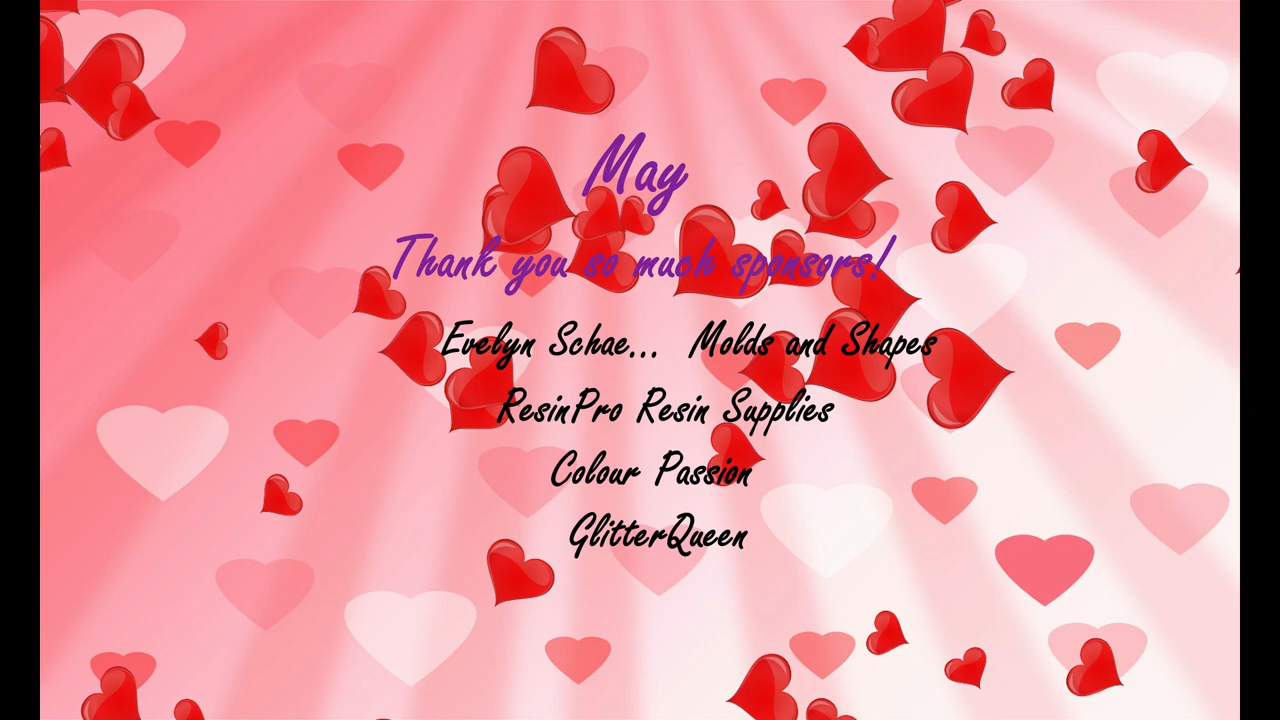 May
Thank you so much sponsors!
Evelyn Schae... Molds and Shapes
ResinPro Resin Supplies
Colour Passion
GlitterQueen